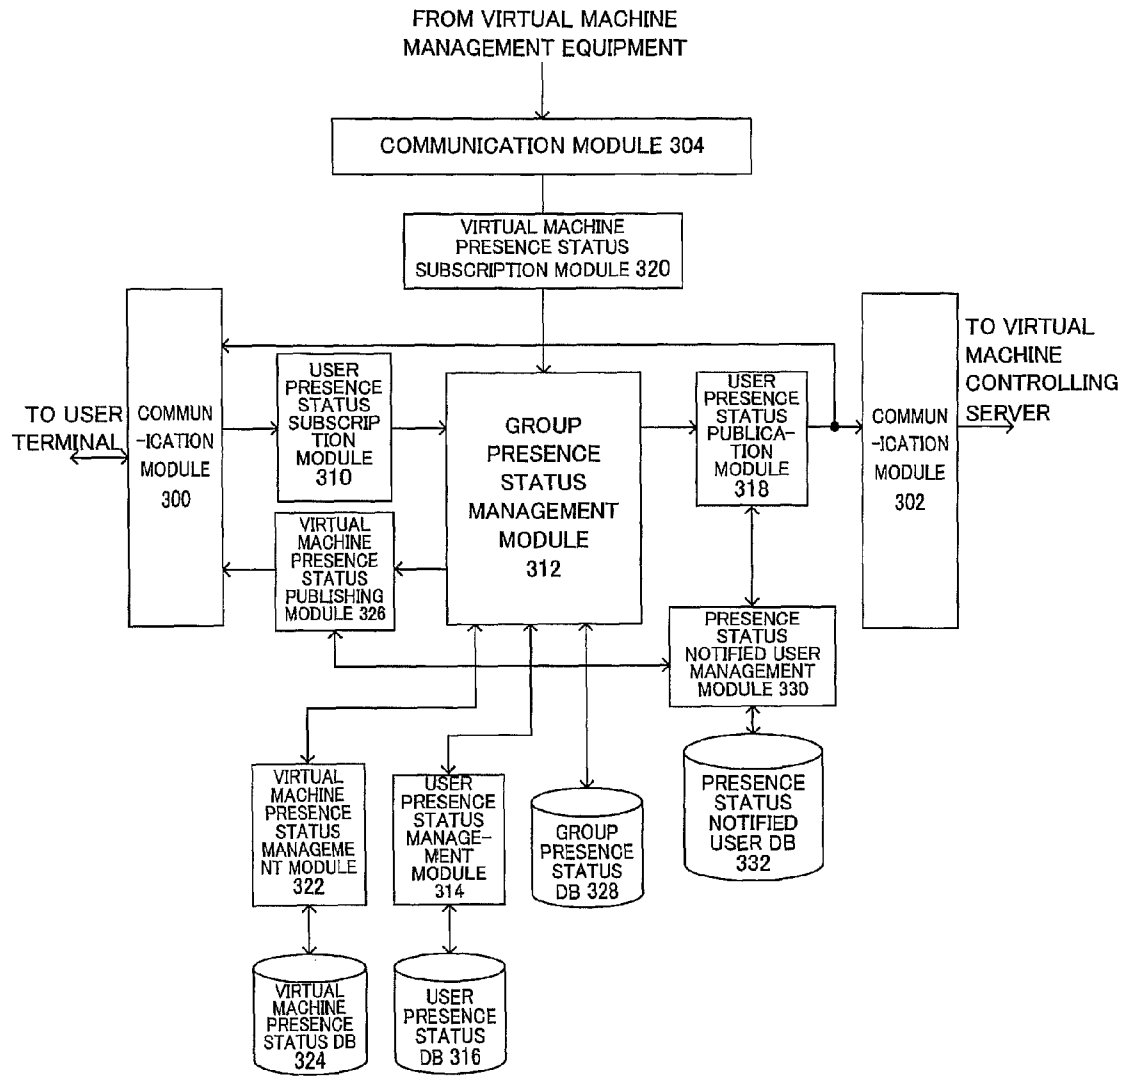 FROM VIRTUAL MACHINE
MANAGEMENT EQUIPMENT
COMMUNICATION MODULE 304
VIRTUAL MACHINE
PRESENCE STATUS
SUBSCRIPTION MODULE 320
TO USER
TERMINAL
COMMUN
-ICATION
MODULE
300
USER
PRESENCE
STATUS
SUBSCRIP
TION
MODULE
310
VIRTUAL
MACHINE
PRESENCE
STATUS
PUBLISHING
MODULE 326
GROUP
PRESENCE
STATUS
MANAGEMENT
MODULE
312
USER
PRESENCE
STATUS
PUBLICA-
TION
MODULE
318
COMMUN
-ICATION
MODULE
302
TO VIRTUAL
MACHINE
CONTROLLING
SERVER
PRESENCE
STATUS
NOTIFIED USER
MANAGEMENT
MODULE 330
PRESENCE
STATUS
NOTIFIED
USER DB
332
VIRTUAL
MACHINE
PRESENCE
STATUS
MANAGEME
NT MODULE
322
USER
PRESENCE
STATUS
MANAGE-
MENT
MODULE
314
GROUP
PRESENCE
STATUS
DB 328
VIRTUAL
MACHINE
PRESENCE
STATUS DB
324
USER
PRESENCE
STATUS
DB 316